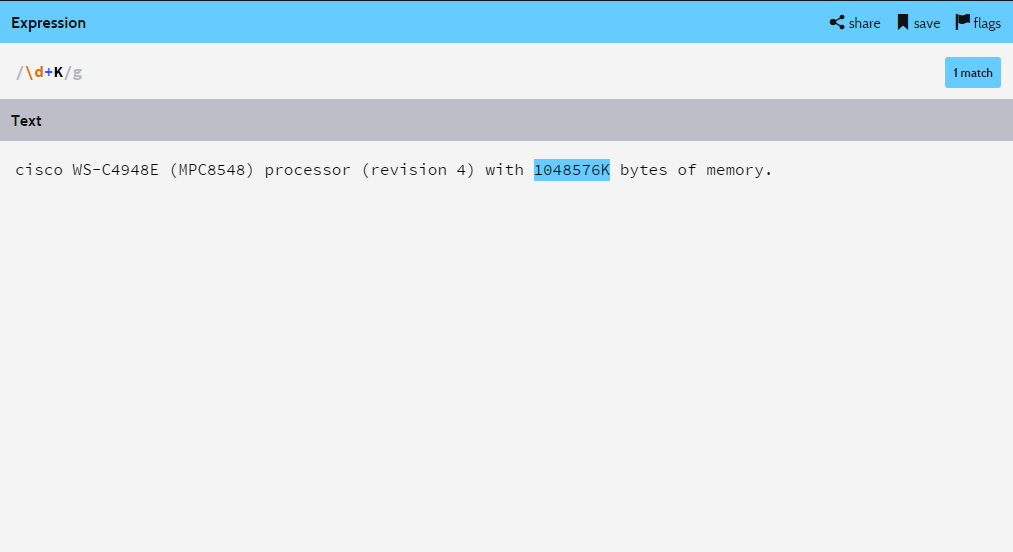 Expression share save flags
/\d+K/g 1 match
Text
cisco WS-C4948E (MPC8548) processor (revision 4) with 1048576K bytes of memory.